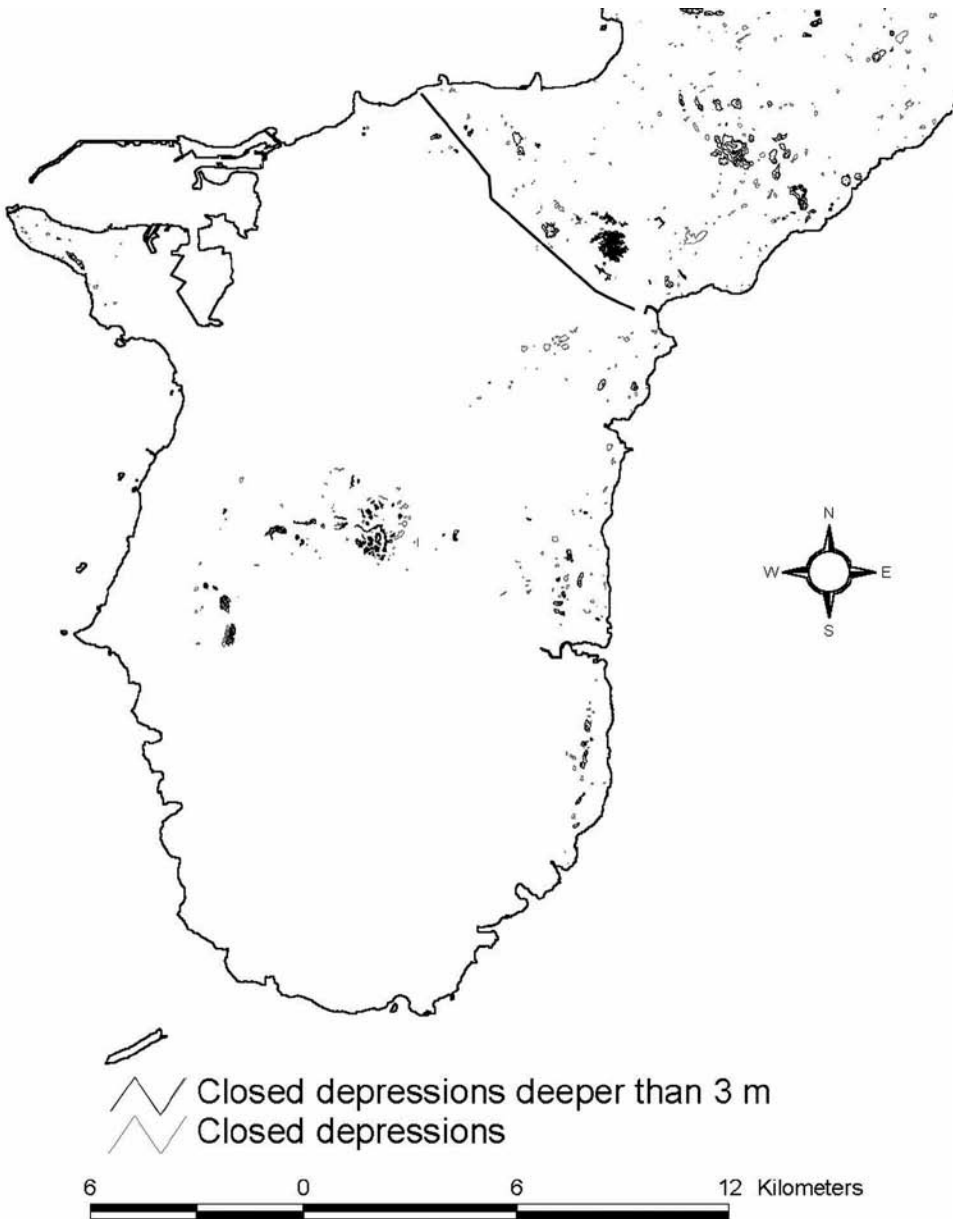 N
W E
S
Closed depressions deeper than 3 m
Closed depressions
6 0 6 12 Kilometers